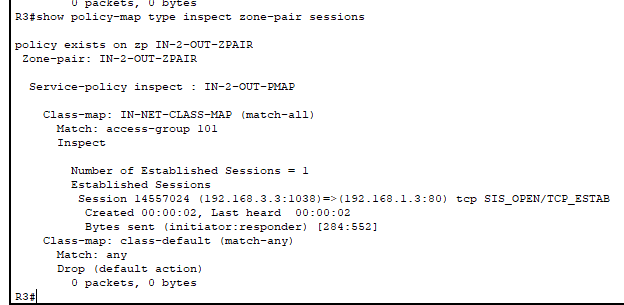 0 packets, 0 bytes
R3#show policy-map type inspect zone-pair sessions
policy exists on zp IN-2-OUT-ZPAIR
Zone-pair: IN-2-OUT-ZPAIR
Service-policy inspect : IN-2-OUT-PMAP
Class-map: IN-NET-CLASS-MAP (match-all)
Match: access-group 101
Inspect
Number of Established Sessions = 1
Established Sessions
Session 14557024 (192.168.3.3:1038)=>(192.168.1.3:80) tcp SIS_OPEN/TCP_ESTAB
Created 00:00:02, Last heard 00:00:02
Bytes sent (initiator:responder) [284:552]
Class-map: class-default (match-any)
Match: any
Drop (default action)
0 packets, 0 bytes
R3#